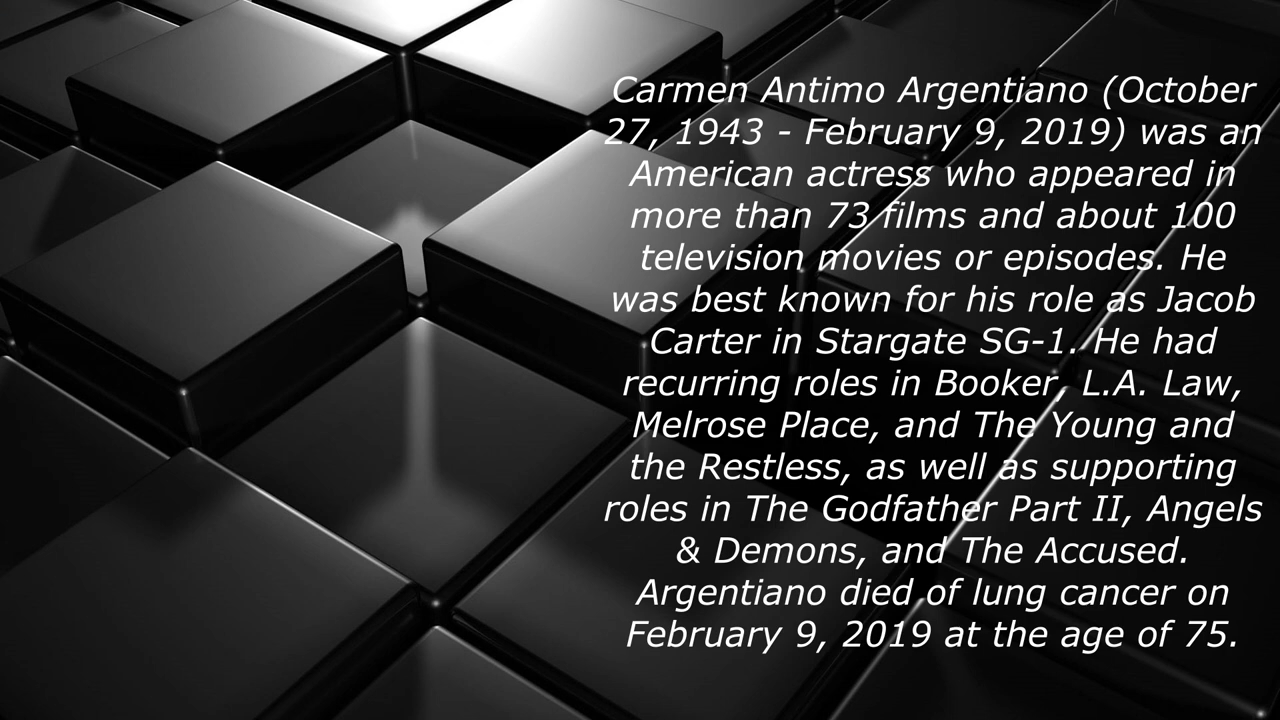 Carmen Antimo Argentiano (October
27, 1943 - February 9, 2019) was an
American actress who appeared in
more than 73 films and about 100
television movies or episodes. He
was best known for his role as Jacob
Carter in Stargate SG-1. He had
recurring roles in Booker, L.A. Law,
Melrose Place, and The Young and
the Restless, as well as supporting
roles in The Godfather Part II, Angels
& Demons, and The Accused.
Argentiano died of lung cancer on
February 9, 2019 at the age of 75.